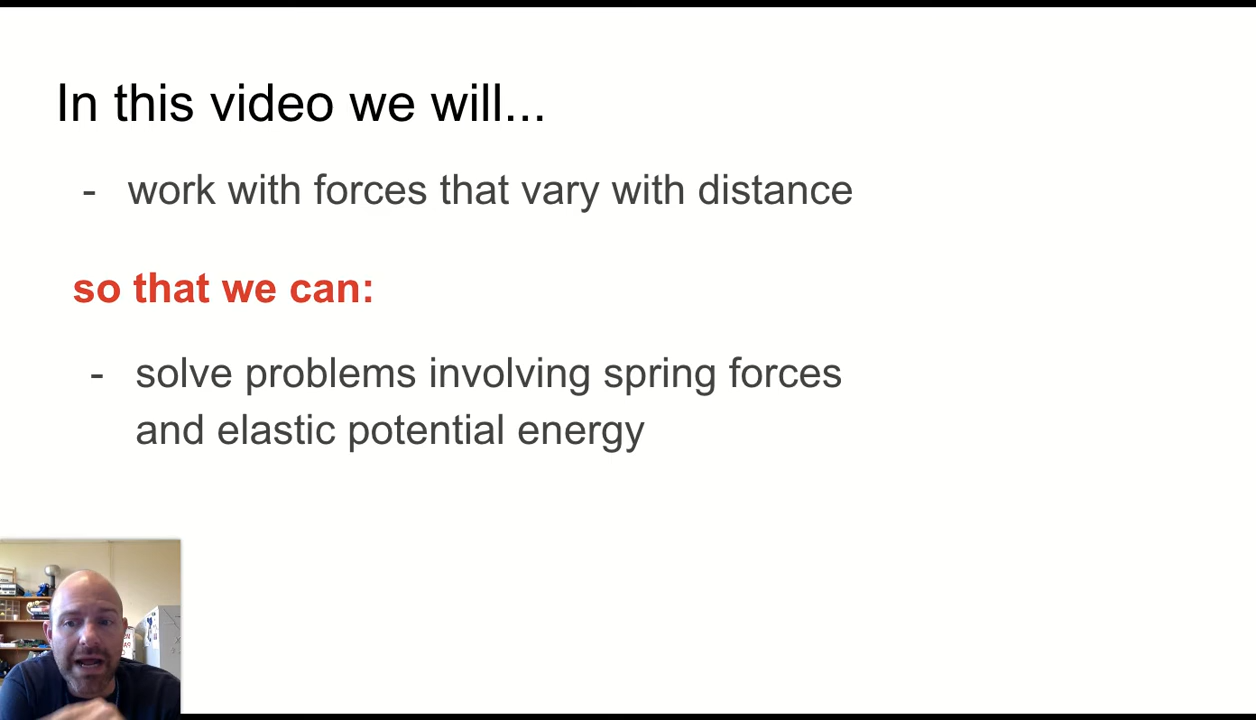 In this video we will...
- work with forces that vary with distance
so that we can:
- solve problems involving spring forces
and elastic potential energy